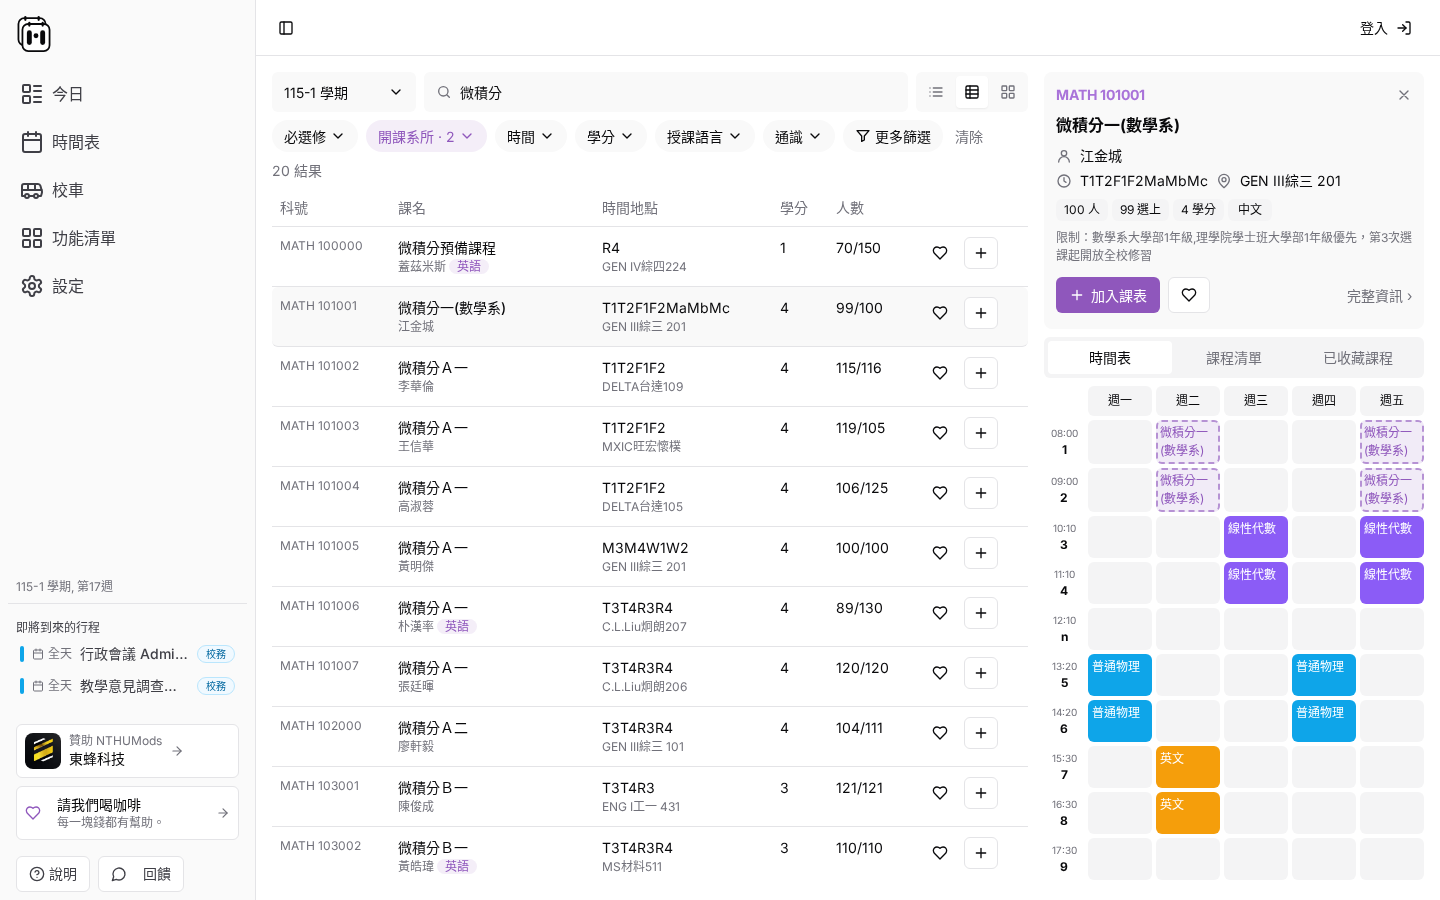 今日
時間表
校車
功能清單
設定
115-1 學期, 第17週
即將到來的行程
全天 行政會議 Admi... 校務
全天 教學意見調查... 校務
贊助 NTHUMods
東蜂科技
請我們喝咖啡
每一塊錢都有幫助。
說明 回饋
登入
115-1 學期 微積分
必選修 開課系所 · 2 時間 學分 授課語言 通識 更多篩選 清除
20 結果
科號 課名 時間地點 學分 人數
MATH 100000 微積分預備課程 R4 1 70/150
蓋茲米斯 英語 GEN IV綜四224
MATH 101001 微積分一(數學系) T1T2F1F2MaMbMc 4 99/100
江金城 GEN III綜三 201
MATH 101002 微積分A一 T1T2F1F2 4 115/116
李華倫 DELTA台達109
MATH 101003 微積分A一 T1T2F1F2 4 119/105
王信華 MXIC旺宏懷樸
MATH 101004 微積分A一 T1T2F1F2 4 106/125
高淑蓉 DELTA台達105
MATH 101005 微積分A一 M3M4W1W2 4 100/100
黃明傑 GEN III綜三 201
MATH 101006 微積分A一 T3T4R3R4 4 89/130
朴漢率 英語 C.L.Liu炯朗207
MATH 101007 微積分A一 T3T4R3R4 4 120/120
張廷暉 C.L.Liu炯朗206
MATH 102000 微積分A二 T3T4R3R4 4 104/111
廖軒毅 GEN III綜三 101
MATH 103001 微積分B一 T3T4R3 3 121/121
陳俊成 ENG I工一 431
MATH 103002 微積分B一 T3T4R3R4 3 110/110
黃皓瑋 英語 MS材料511
MATH 101001
微積分一(數學系)
江金城
T1T2F1F2MaMbMc GEN III綜三 201
100 人 99 選上 4 學分 中文
限制：數學系大學部1年級,理學院學士班大學部1年級優先，第3次選
課起開放全校修習
加入課表 完整資訊 ›
時間表 課程清單 已收藏課程
週一 週二 週三 週四 週五
08:00 微積分一 微積分一
1 (數學系) (數學系)
09:00 微積分一 微積分一
2 (數學系) (數學系)
10:10 線性代數 線性代數
3
11:10 線性代數 線性代數
4
12:10
n
13:20 普通物理 普通物理
5
14:20 普通物理 普通物理
6
15:30 英文
7
16:30 英文
8
17:30
9